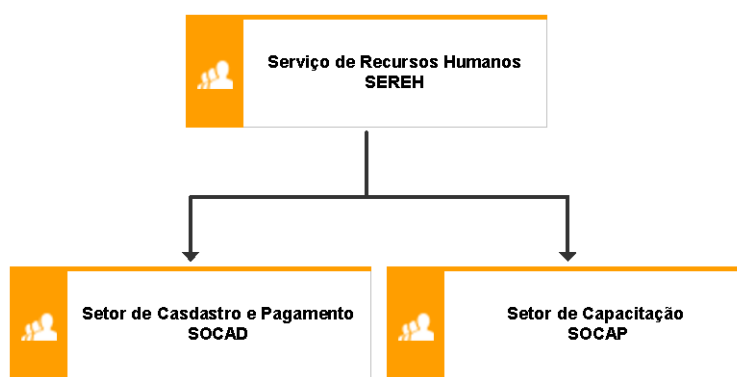 Serviço de Recursos Humanos
SEREH
Setor de Casdastro e Pagamento
SOCAD
Setor de Capacitação
SOCAP